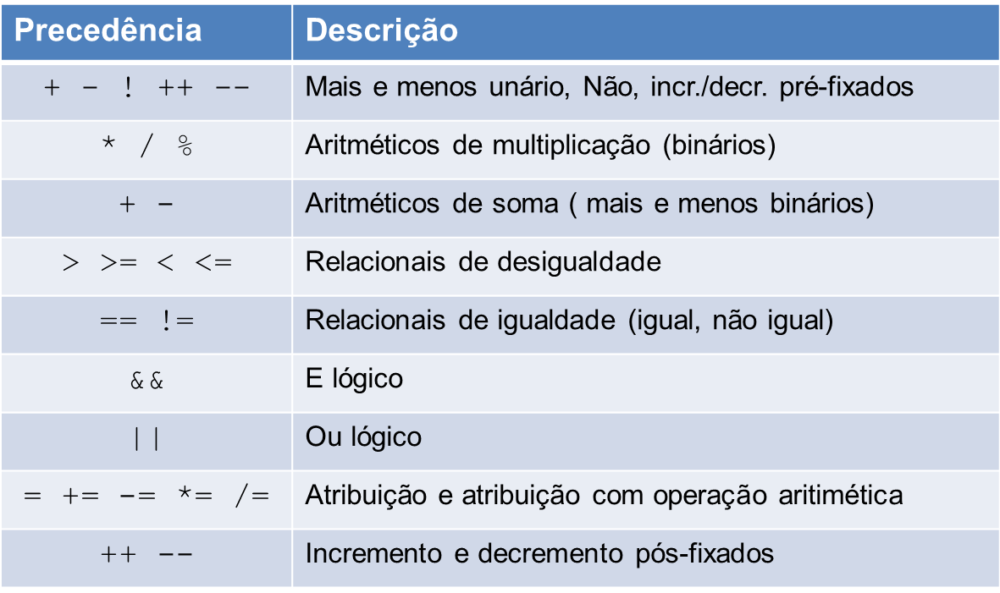 Precedência Descrição
+ - ! ++ -- Mais e menos unário, Não, incr./decr. pré-fixados
* / % Aritméticos de multiplicação (binários)
+ - Aritméticos de soma ( mais e menos binários)
> >= < <= Relacionais de desigualdade
== != Relacionais de igualdade (igual, não igual)
&& E lógico
|| Ou lógico
= += -= *= /= Atribuição e atribuição com operação aritimética
++ -- Incremento e decremento pós-fixados